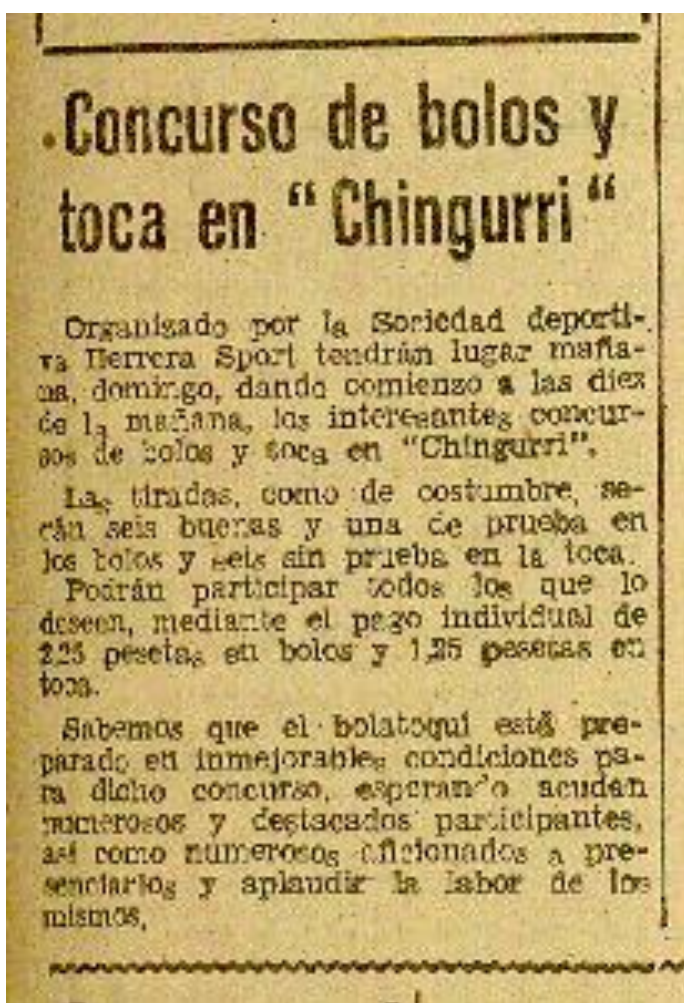 Concurso de bolos y
toca en "Chingurri"
Organizado por la Sociedad deporti-
va Herrera Sport tendrán lugar maña-
na, domingo, dando comienzo a las diez
de la mañana, los interesantes concur-
sos de bolos y toca en "Chingurri".
Las tiradas, como de costumbre, se-
rán seis buenas y una de prueba en
los bolos y seis sin prueba en la toca.
Podrán participar todos los que lo
deseen, mediante el pago individual de
2,25 pesetas en bolos y 1,25 pesetas en
toca.
Sabemos que el bolatoqui está pre-
parado en inmejorables condiciones pa-
ra dicho concurso, esperando acudan
numerosos y destacados participantes,
así como numerosos aficionados a pre-
senciarlos y aplaudir la labor de los
mismos.